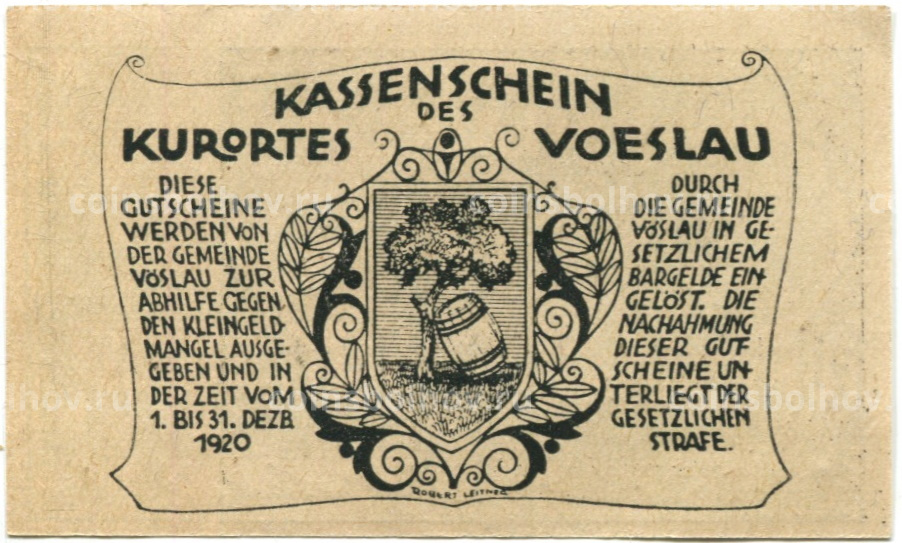 KASSENSCHEIN
DES
KURORTES VOESLAU
DIESE
GUTSCHEINE
WERDEN VON
DER GEMEINDE
VÖSLAU ZUR
ABHILFE GEGEN
DEN KLEINGELD-
MANGEL AUSGE-
GEBEN UND IN
DER ZEIT VOM
1. BIS 31. DEZB.
1920
DURCH
DIE GEMEINDE
VÖSLAU IN GE-
SETZLICHEM
BARGELDE EIN-
GELÖST. DIE
NACHAHMUNG
DIESER GUT
SCHEINE UN-
TERLIEGT DER
GESETZLICHEN
STRAFE.
ROBERT LEITNER